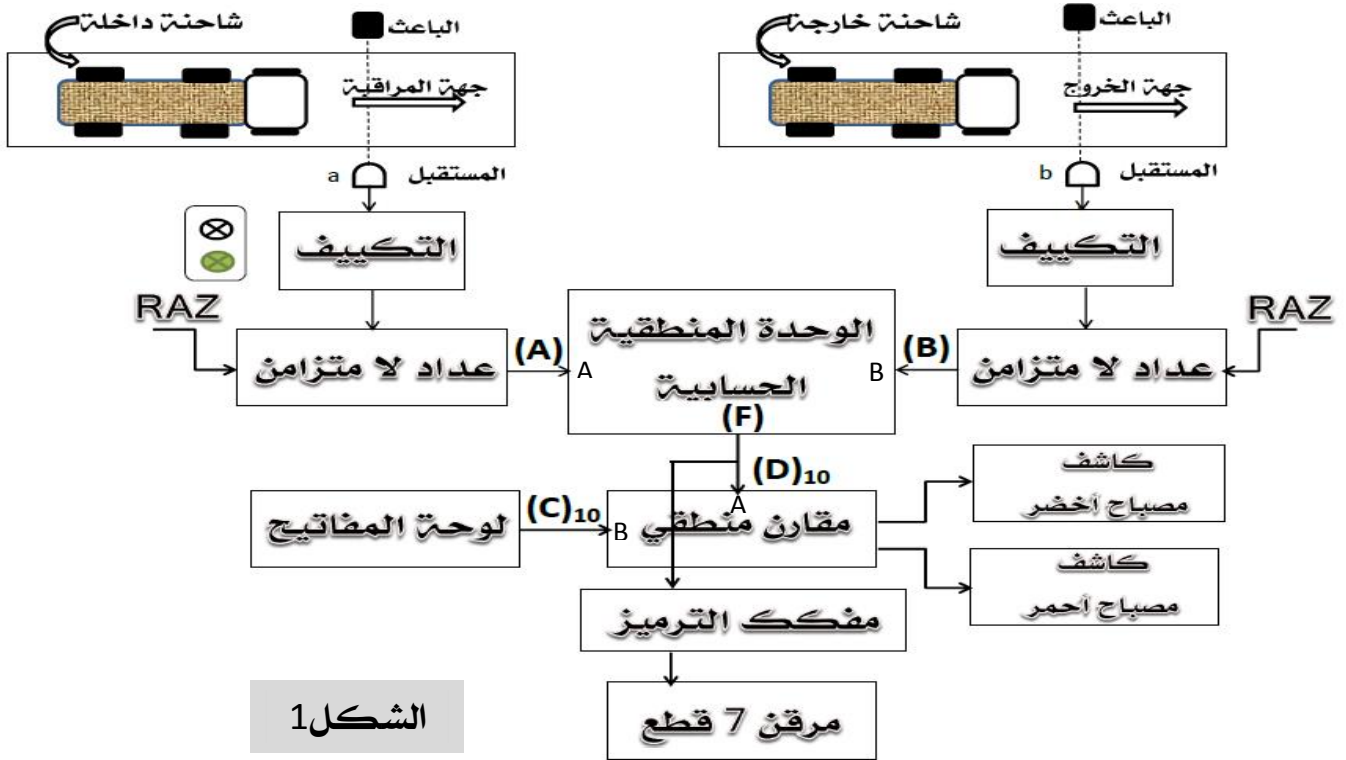 شاحنة داخلة
الباعث
جهة المراقبة
a
المستقبل
شاحنة خارجة
الباعث
جهة الخروج
b
المستقبل
التكييف
التكييف
RAZ
RAZ
عداد لا متزامن
(A)
A
الوحدة المنطقية
الحسابية
B
(F)
(B)
عداد لا متزامن
(D)10
لوحة المفاتيح
(C)10
A
B
مقارن منطقي
كاشف
مصباح أخضر
كاشف
مصباح أحمر
مفكك الترميز
مرقن 7 قطع
الشكل1